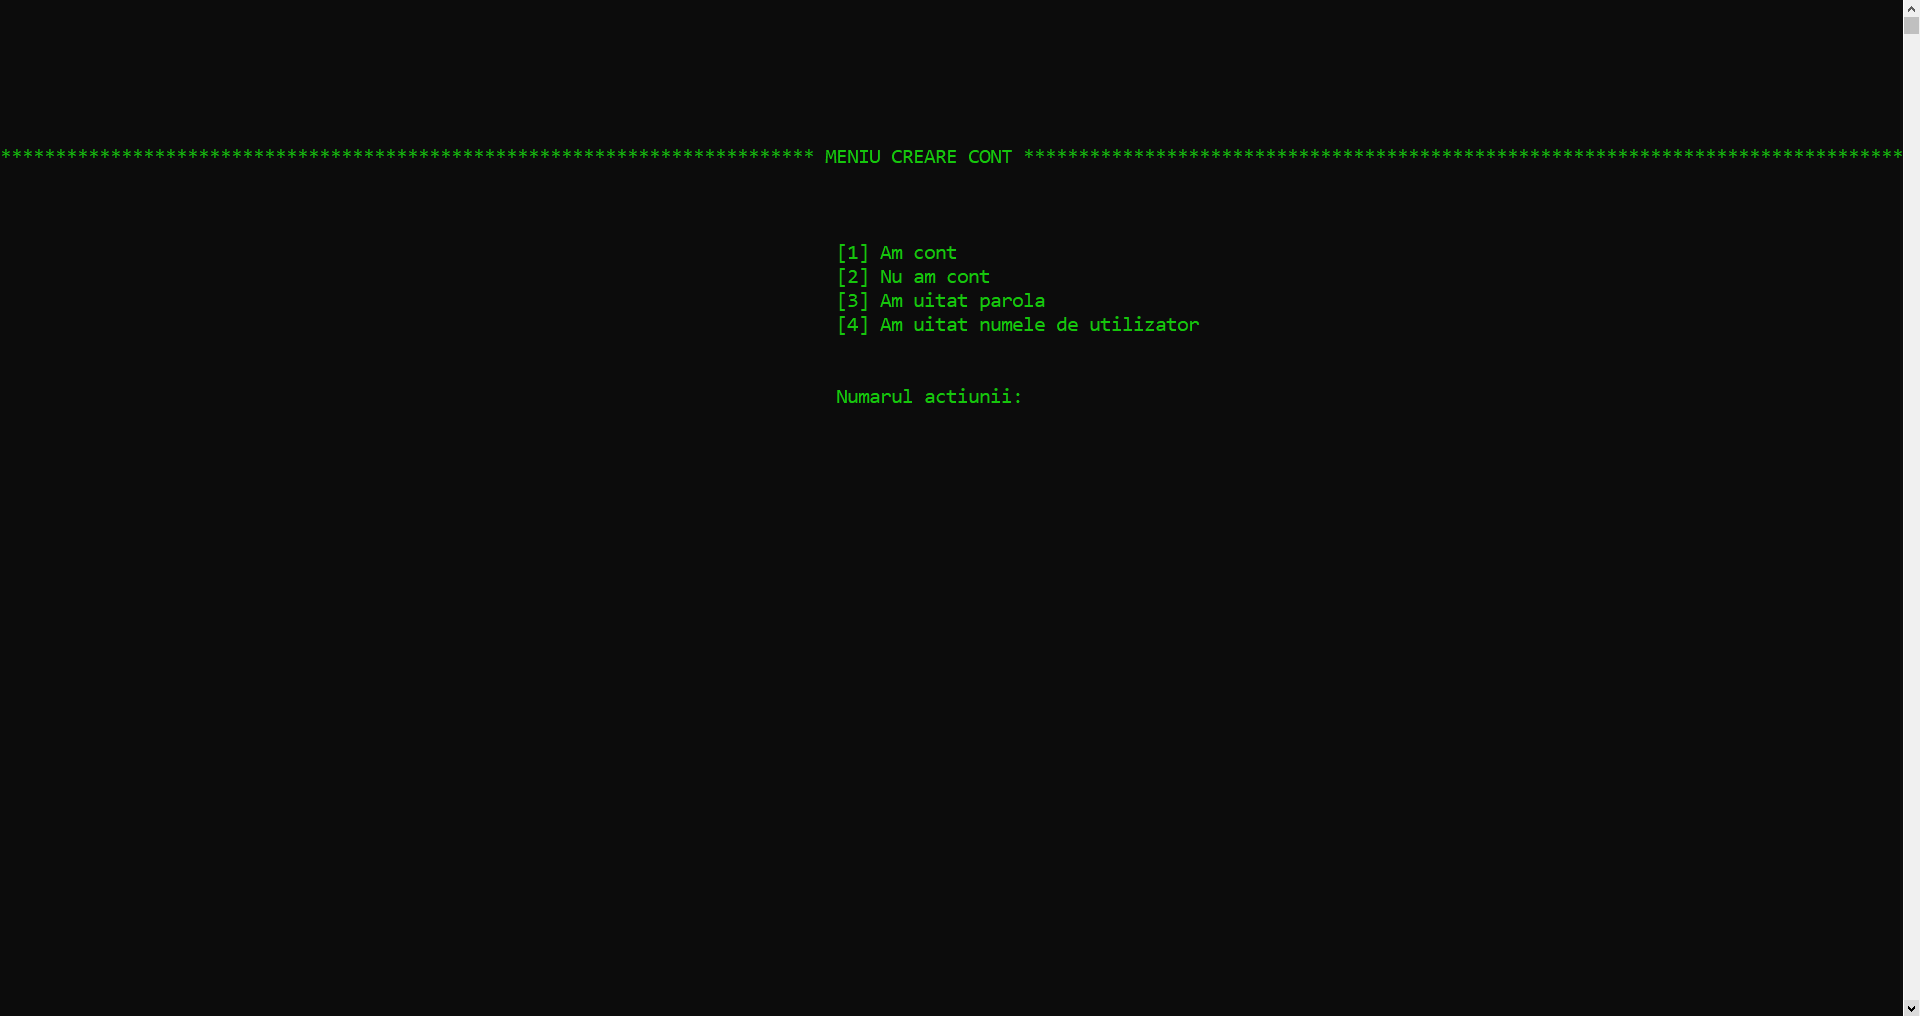 ************************************************************************** MENIU CREARE CONT ********************************************************************************
[1] Am cont
[2] Nu am cont
[3] Am uitat parola
[4] Am uitat numele de utilizator
Numarul actiunii: